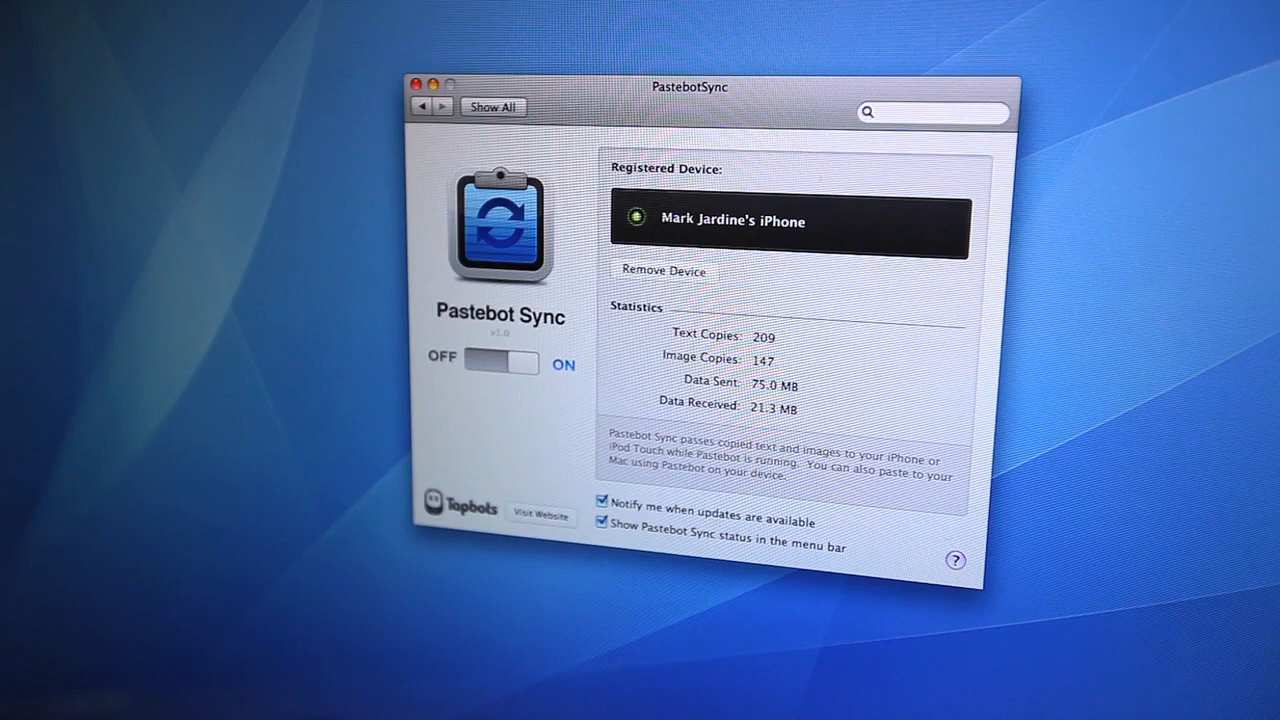 PastebotSync
Show All
Registered Device:
Mark Jardine's iPhone
Remove Device
Pastebot Sync
v1.0
OFF
ON
Statistics
Text Copies: 209
Image Copies: 147
Data Sent: 75.0 MB
Data Received: 21.3 MB
Pastebot Sync passes copied text and images to your iPhone or
iPod Touch while Pastebot is running. You can also paste to your
Mac using Pastebot on your device.
Tapbots
Visit Website
Notify me when updates are available
Show Pastebot Sync status in the menu bar
?